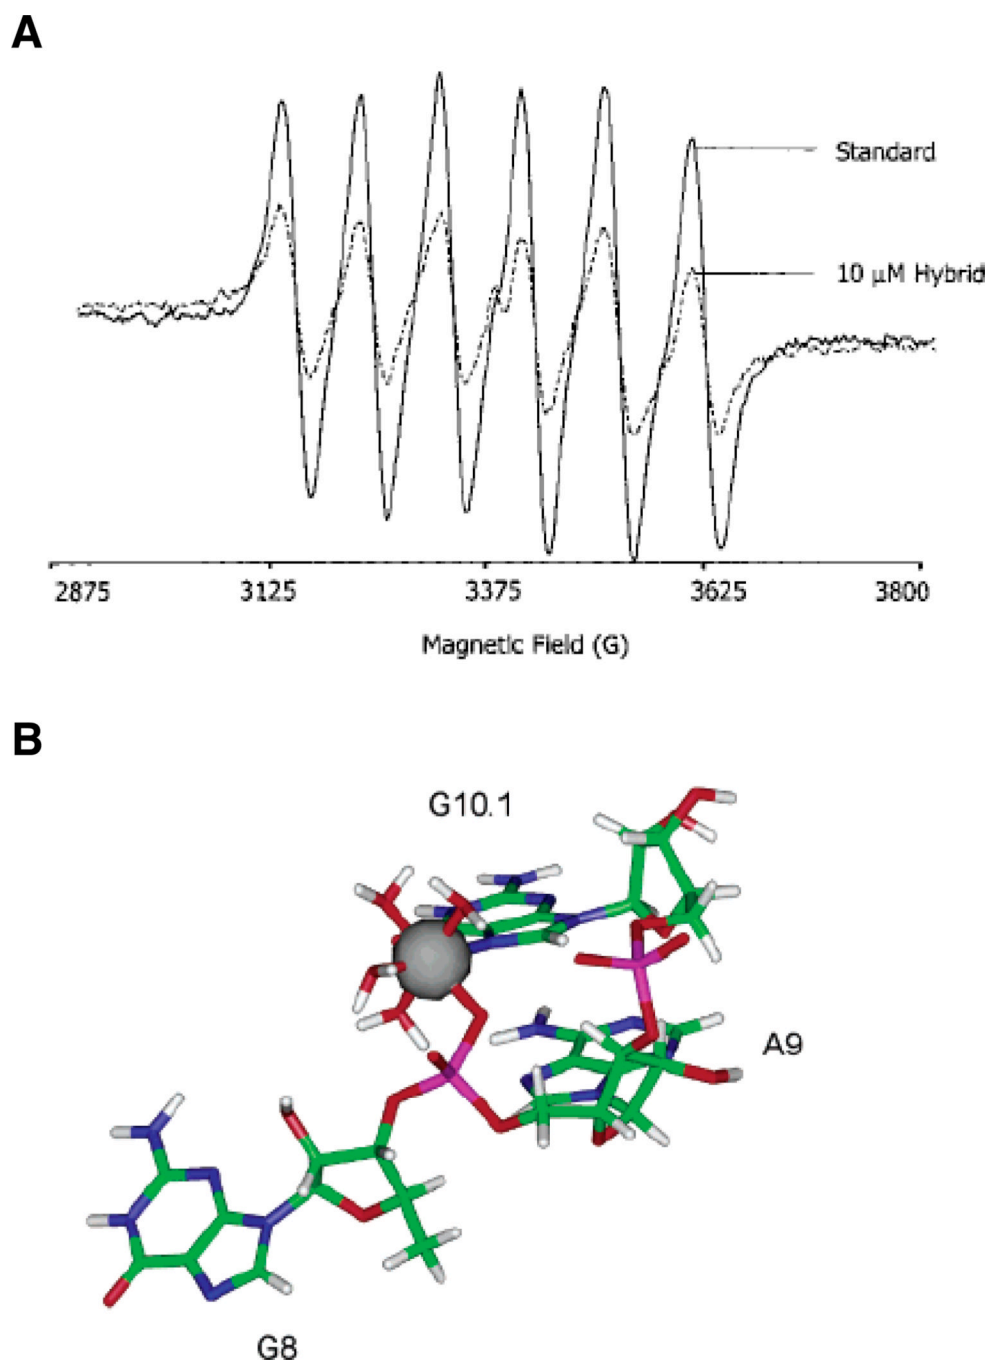 A
Standard
10 μM Hybrid
2875 3125 3375 3625 3800
Magnetic Field (G)
B
G10.1
A9
G8